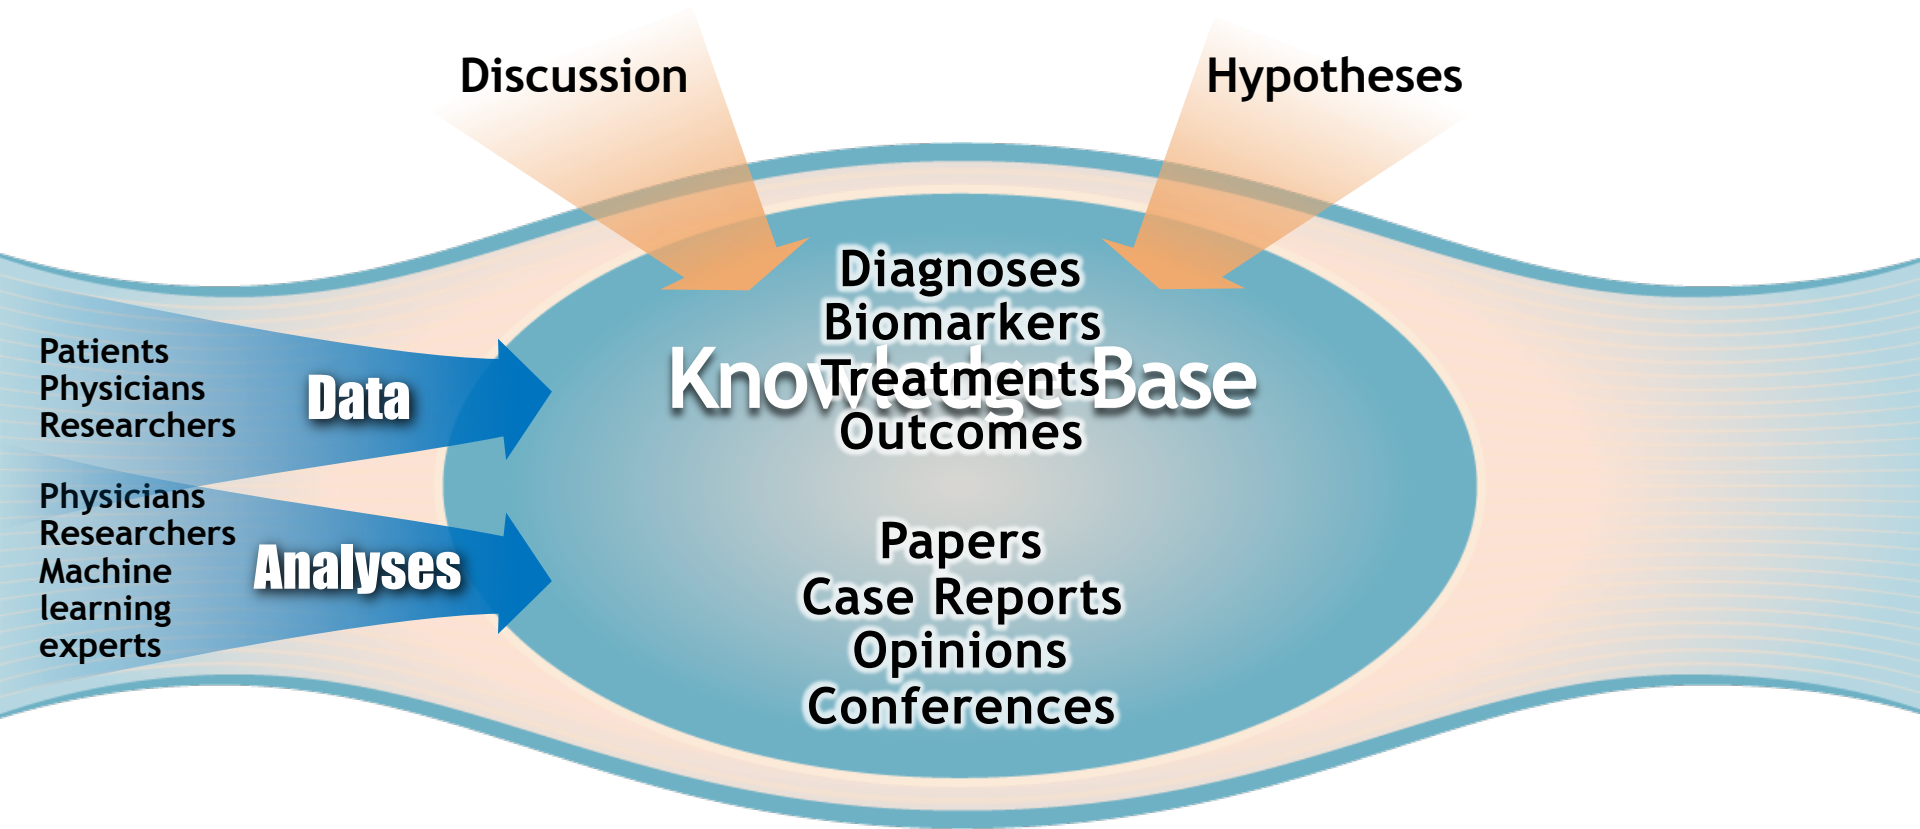 Discussion
Hypotheses
Patients
Physicians
Researchers
Data
Physicians
Researchers
Machine
learning
experts
Analyses
Knowledge Base
Diagnoses
Biomarkers
Treatments
Outcomes
Papers
Case Reports
Opinions
Conferences